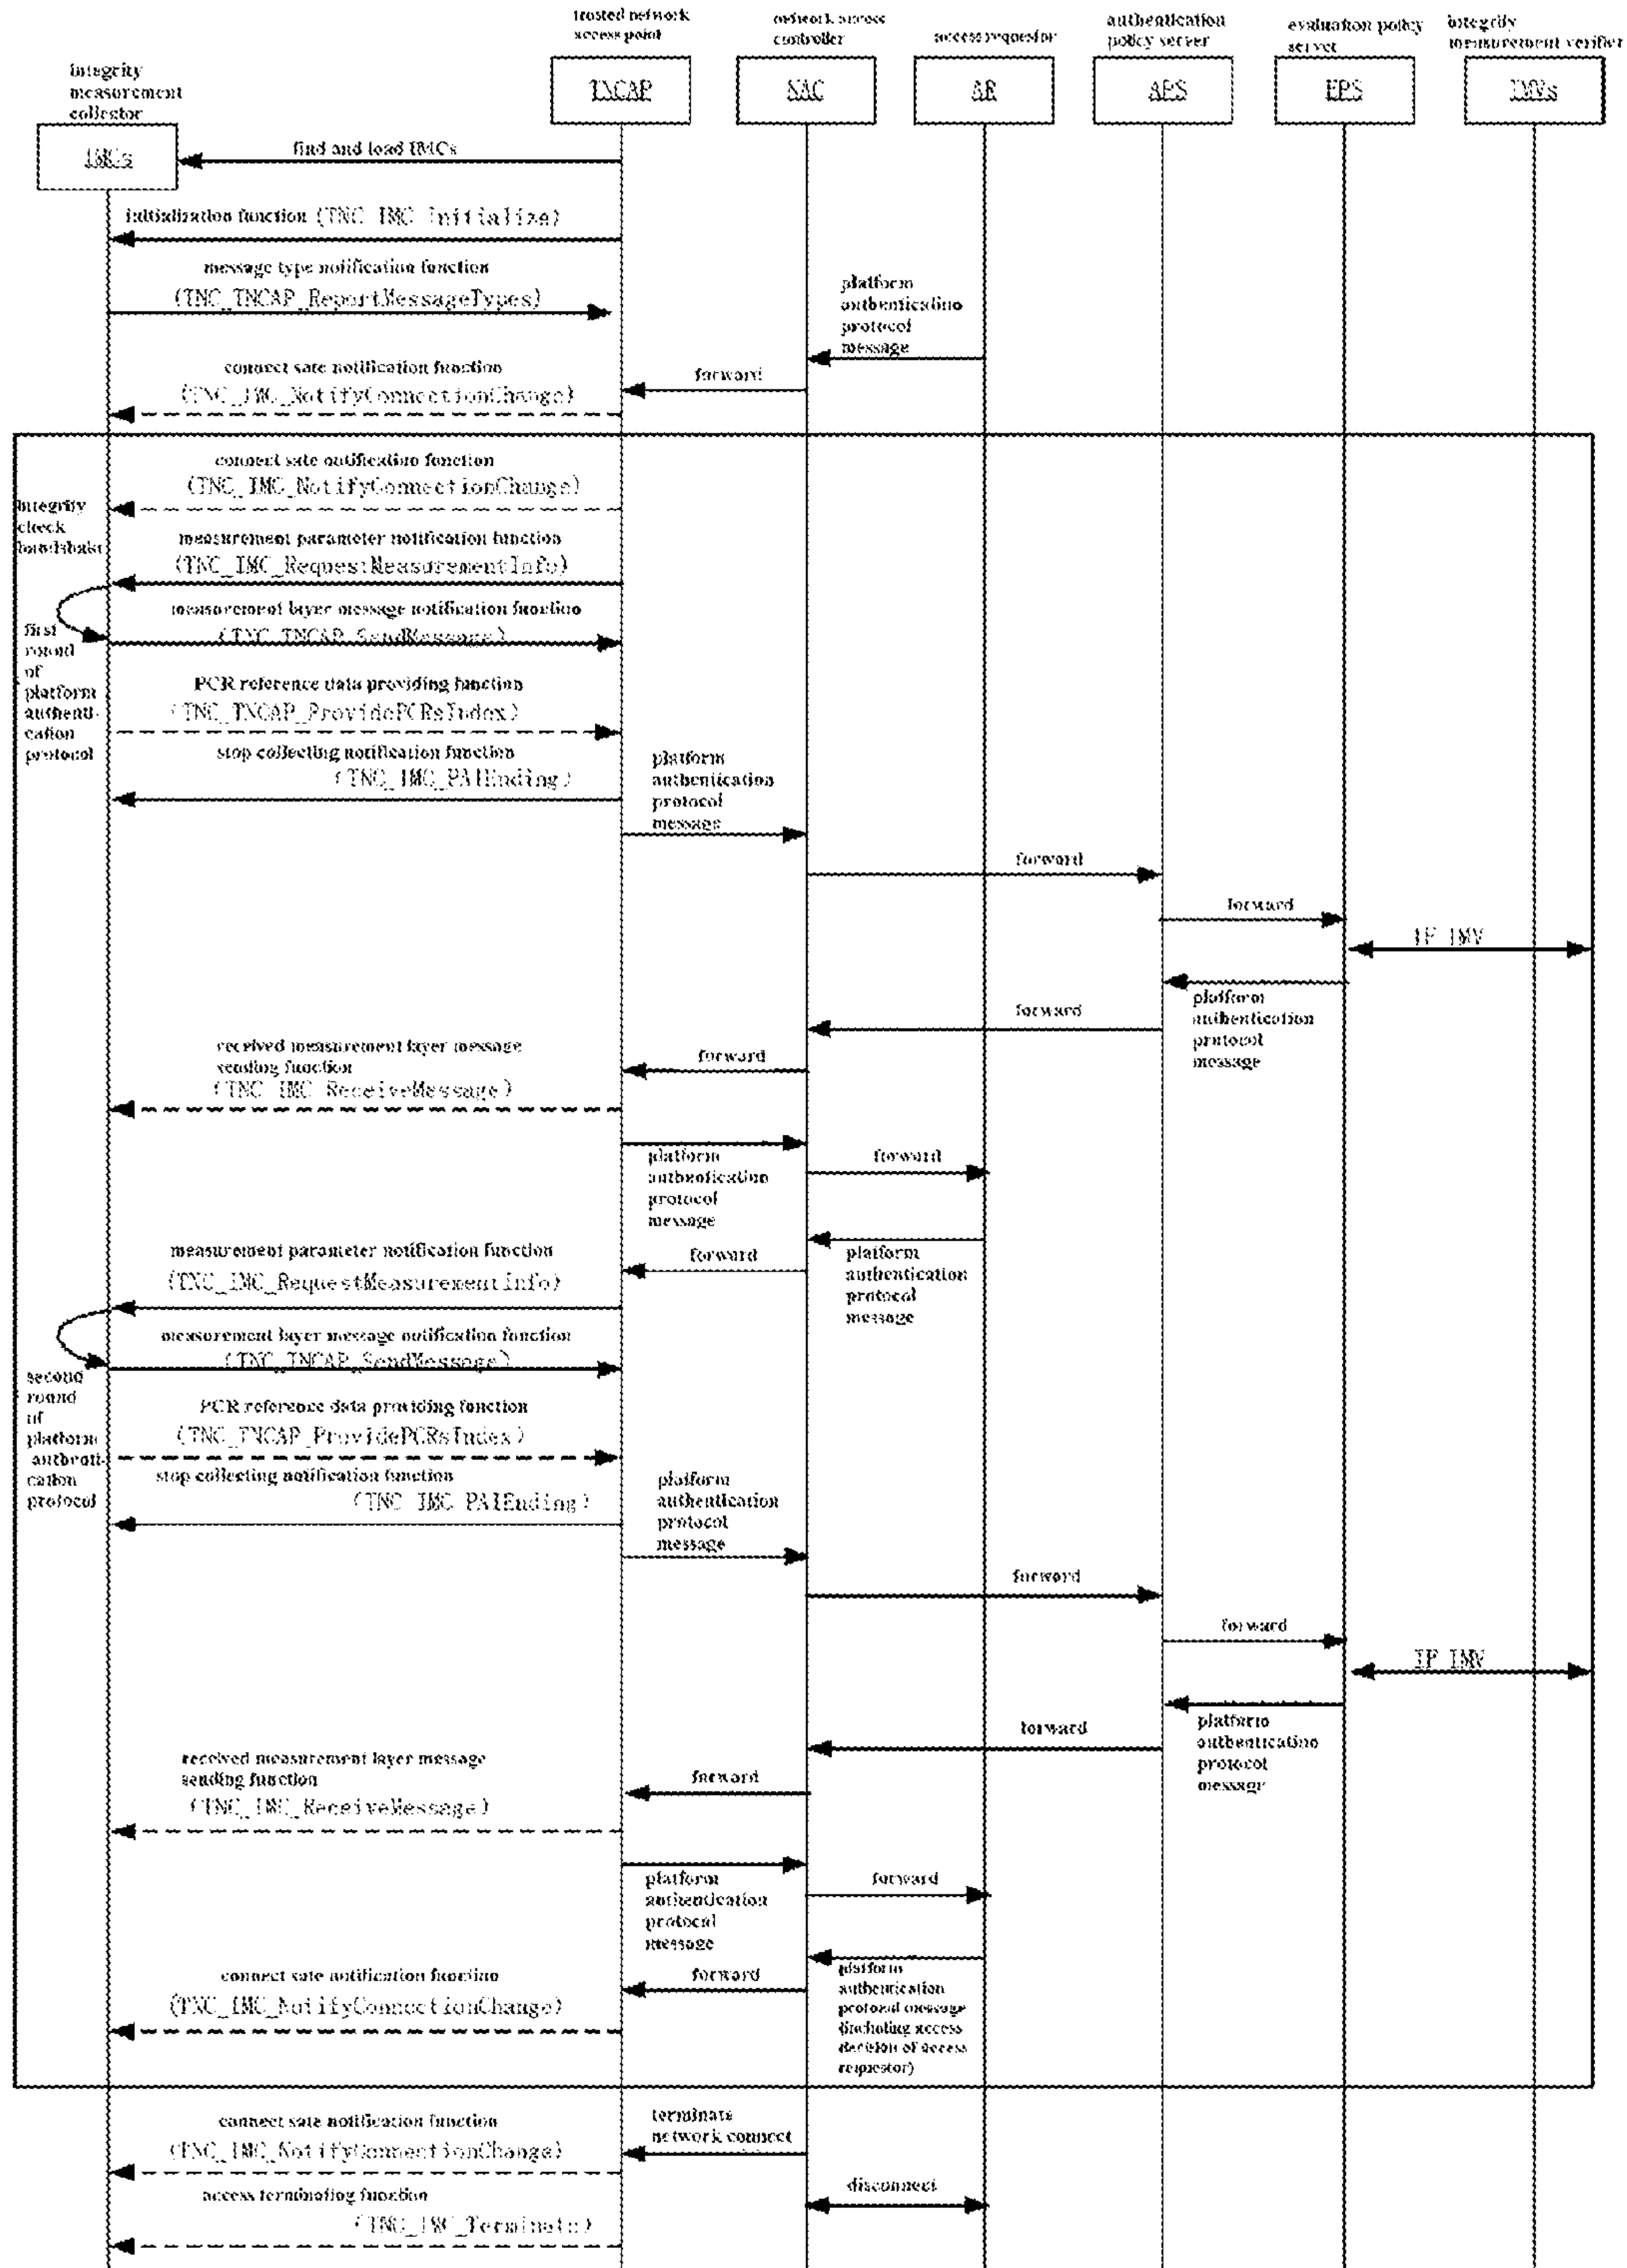 trusted network
access point
network access
controller
access requestor
authentication
policy server
evaluation policy
server
integrity
measurement verifier
integrity
measurement
collector
TNCAP
NAC
AR
APS
EPS
IMVs
IMCs
find and load IMCs
initialization function (TNC_IMC_Initialize)
message type notification function
(TNC_TNCAP_ReportMessageTypes)
platform
authentication
protocol
message
connect sate notification function
forward
(TNC_IMC_NotifyConnectionChange)
connect sate notification function
(TNC_IMC_NotifyConnectionChange)
integrity
check
handshake
measurement parameter notification function
(TNC_IMC_RequestMeasurementInfo)
measurement layer message notification function
(TNC_TNCAP_SendMessage)
first
round
of
platform
authenti-
cation
protocol
PCR reference data providing function
(TNC_TNCAP_ProvidePCRsIndex)
stop collecting notification function
(TNC_IMC_PAIEnding)
platform
authentication
protocol
message
forward
forward
IF-IMV
platform
authentication
protocol
message
forward
received measurement layer message
sending function
(TNC_IMC_ReceiveMessage)
forward
platform
authentication
protocol
message
forward
measurement parameter notification function
(TNC_IMC_RequestMeasurementInfo)
forward
platform
authentication
protocol
message
measurement layer message notification function
(TNC_TNCAP_SendMessage)
second
round
of
platform
authenti-
cation
protocol
PCR reference data providing function
(TNC_TNCAP_ProvidePCRsIndex)
stop collecting notification function
(TNC_IMC_PAIEnding)
platform
authentication
protocol
message
forward
forward
IF-IMV
platform
authentication
protocol
message
forward
received measurement layer message
sending function
(TNC_IMC_ReceiveMessage)
forward
platform
authentication
protocol
message
forward
connect sate notification function
(TNC_IMC_NotifyConnectionChange)
forward
platform
authentication
protocol message
(including access
decision of access
requestor)
connect sate notification function
(TNC_IMC_NotifyConnectionChange)
terminate
network connect
access terminating function
(TNC_IMC_Terminate)
disconnect